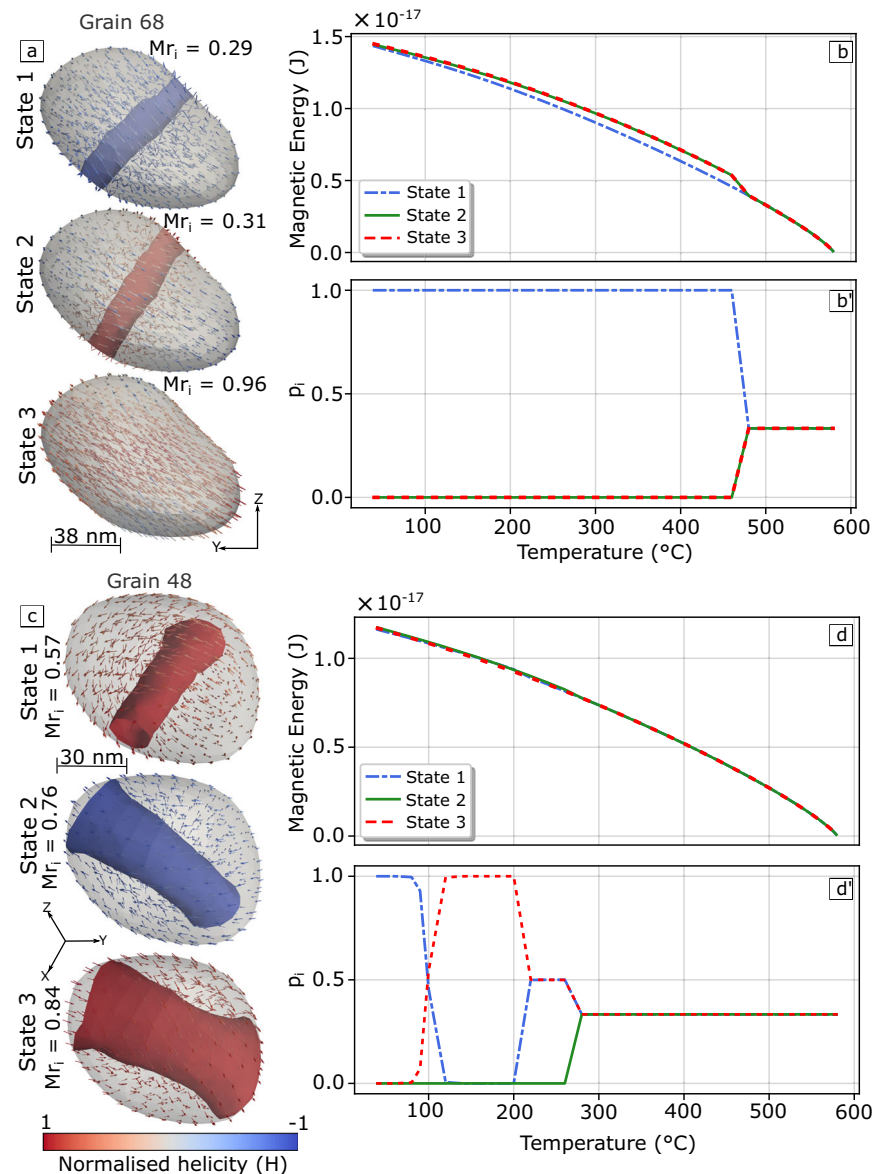 Grain 68
a
State 1
Mr_i = 0.29
State 2
Mr_i = 0.31
State 3
Mr_i = 0.96
38 nm
Z
Y
× 10⁻¹⁷
b
Magnetic Energy (J)
1.5
1.0
0.5
0.0
State 1
State 2
State 3
b'
p_i
1.0
0.5
0.0
100 200 300 400 500 600
Temperature (°C)
Grain 48
c
State 1
Mr_i = 0.57
30 nm
State 2
Mr_i = 0.76
Z
Y
X
State 3
Mr_i = 0.84
1
-1
Normalised helicity (H)
× 10⁻¹⁷
d
Magnetic Energy (J)
1.0
0.5
0.0
State 1
State 2
State 3
d'
p_i
1.0
0.5
0.0
100 200 300 400 500 600
Temperature (°C)